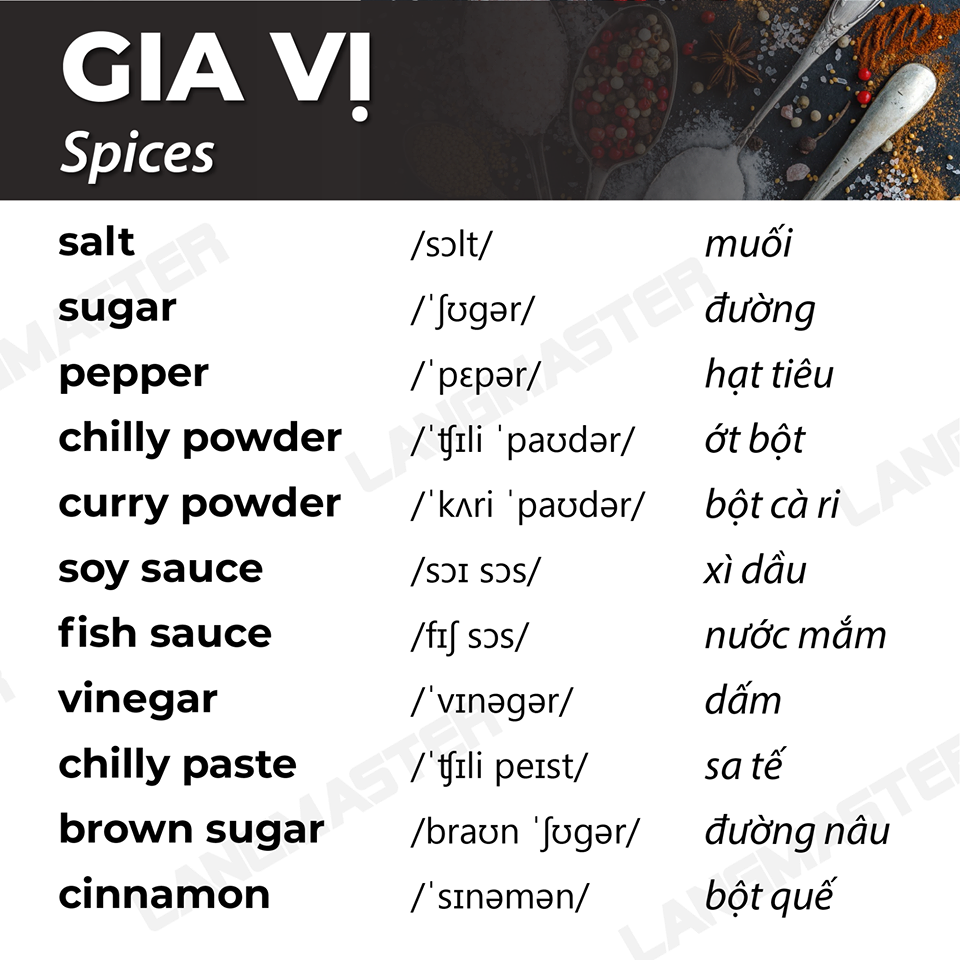 GIA VỊ
Spices
salt /sɔlt/ muối
sugar /ˈʃʊgər/ đường
pepper /ˈpɛpər/ hạt tiêu
chilly powder /ˈʧɪli ˈpaʊdər/ ớt bột
curry powder /ˈkʌri ˈpaʊdər/ bột cà ri
soy sauce /sɔɪ sɔs/ xì dầu
fish sauce /fɪʃ sɔs/ nước mắm
vinegar /ˈvɪnəgər/ dấm
chilly paste /ˈʧɪli peɪst/ sa tế
brown sugar /braʊn ˈʃʊgər/ đường nâu
cinnamon /ˈsɪnəmən/ bột quế
LANGMASTER
LANGMASTER
LANGMASTER
LANGMASTER